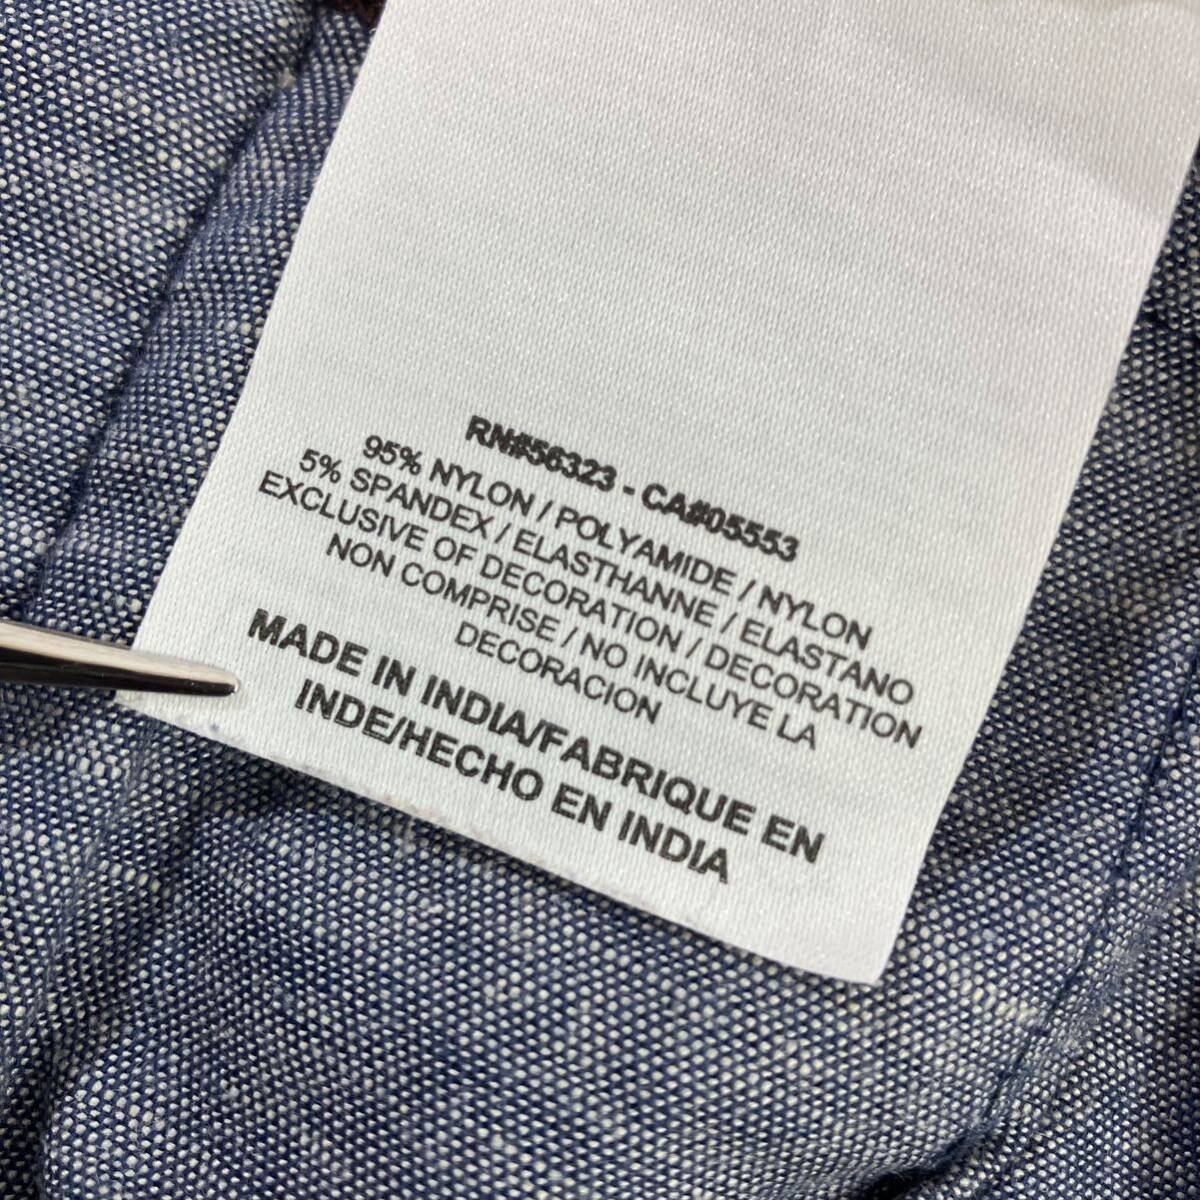 RN#56323 - CA#05553
95% NYLON / POLYAMIDE / NYLON
5% SPANDEX / ELASTHANNE / ELASTANO
EXCLUSIVE OF DECORATION / DECORATION
NON COMPRISE / NO INCLUYE LA
DECORACION
MADE IN INDIA/FABRIQUE EN
INDE/HECHO EN INDIA